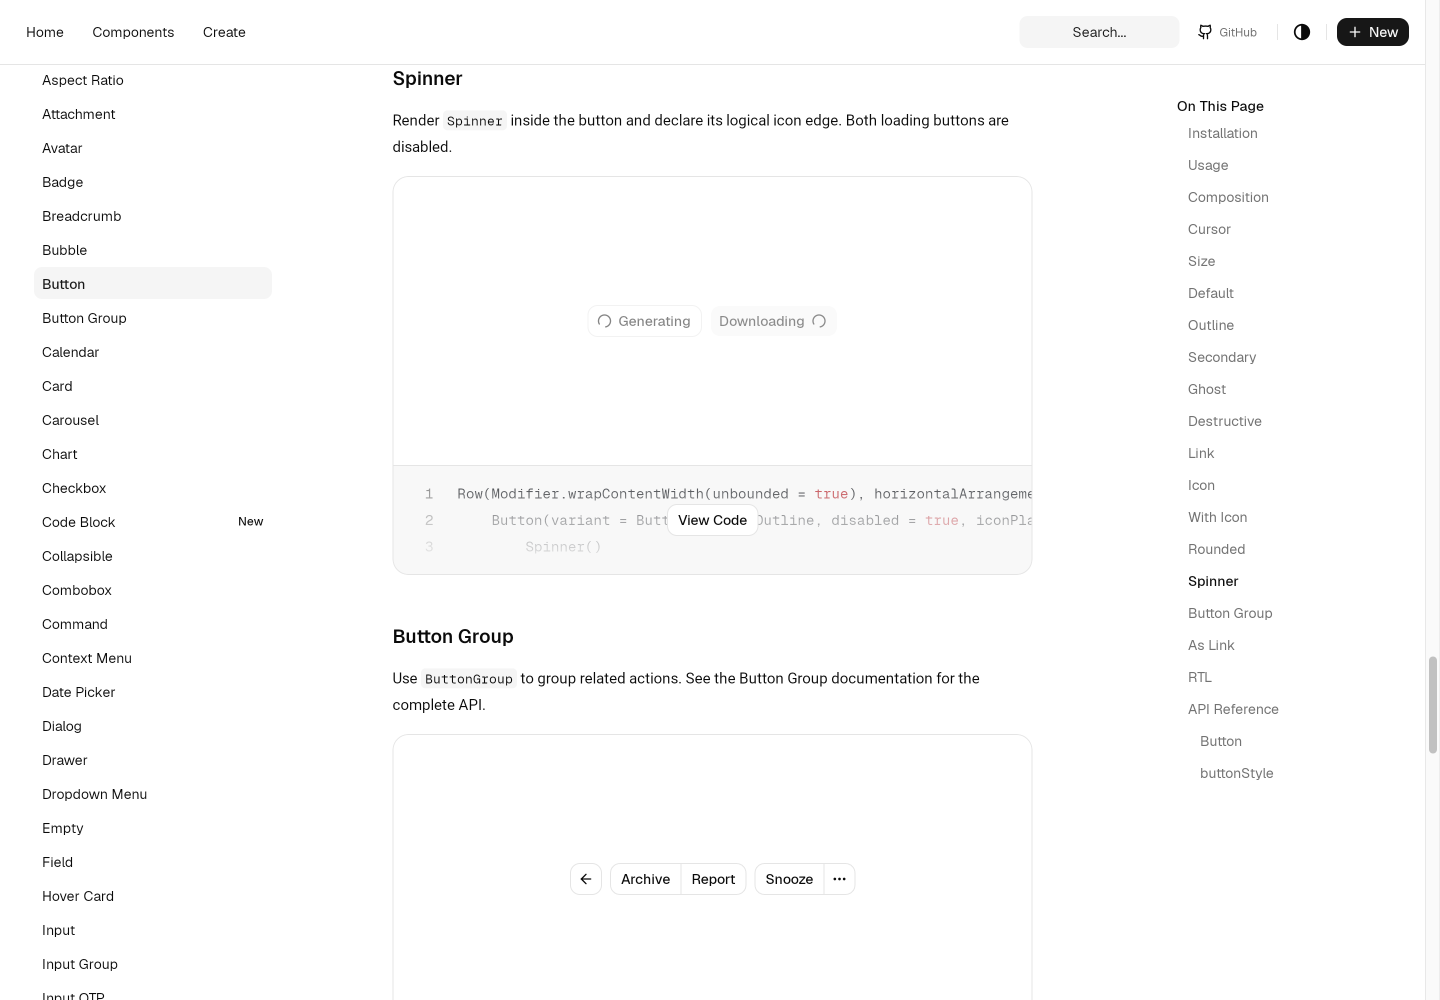 Home
Components
Create
Search...
GitHub
New
Aspect Ratio
Attachment
Avatar
Badge
Breadcrumb
Bubble
Button
Button Group
Calendar
Card
Carousel
Chart
Checkbox
Code Block
New
Collapsible
Combobox
Command
Context Menu
Date Picker
Dialog
Drawer
Dropdown Menu
Empty
Field
Hover Card
Input
Input Group
Input OTP
Spinner
Render Spinner inside the button and declare its logical icon edge. Both loading buttons are
disabled.
Generating
Downloading
1 Row(Modifier.wrapContentWidth(unbounded = true), horizontalArrangeme
2 Button(variant = Butt Outline, disabled = true, iconPla
View Code
3 Spinner()
Button Group
Use ButtonGroup to group related actions. See the Button Group documentation for the
complete API.
Archive
Report
Snooze
On This Page
Installation
Usage
Composition
Cursor
Size
Default
Outline
Secondary
Ghost
Destructive
Link
Icon
With Icon
Rounded
Spinner
Button Group
As Link
RTL
API Reference
Button
buttonStyle